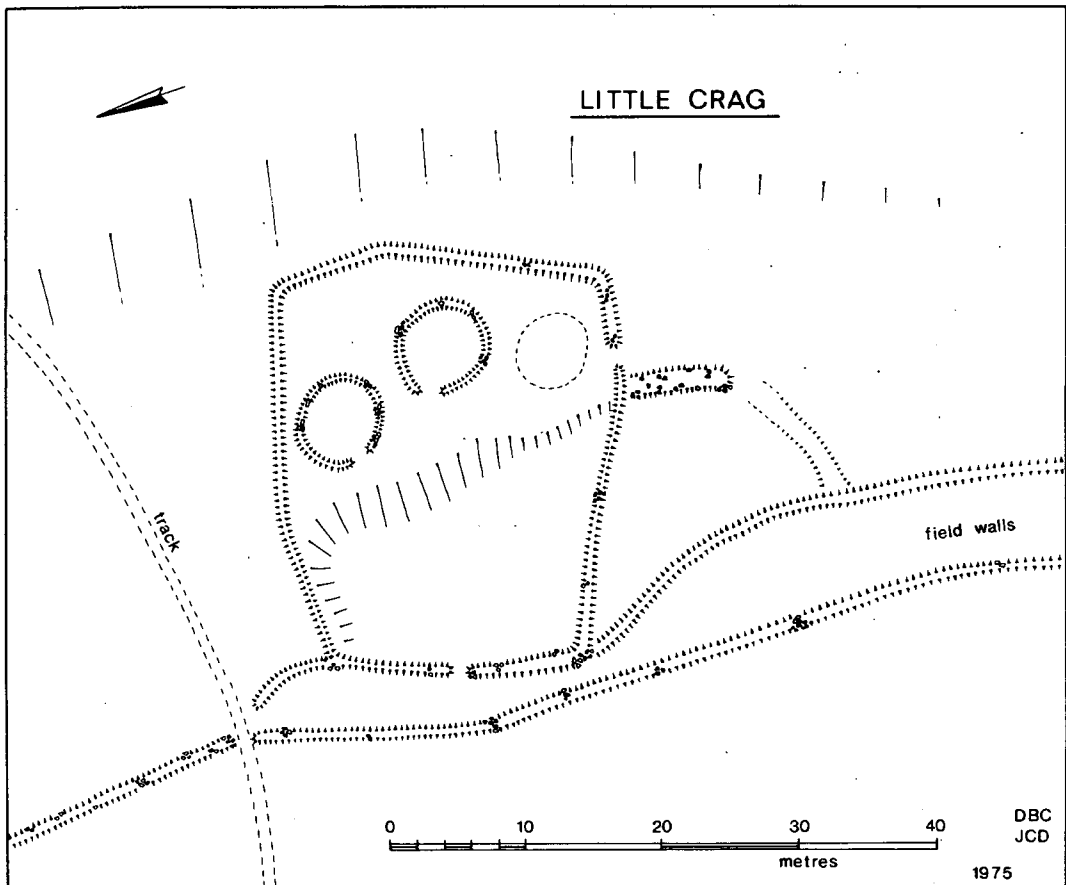 LITTLE CRAG
track
field walls
0 10 20 30 40
metres
DBC
JCD
1975